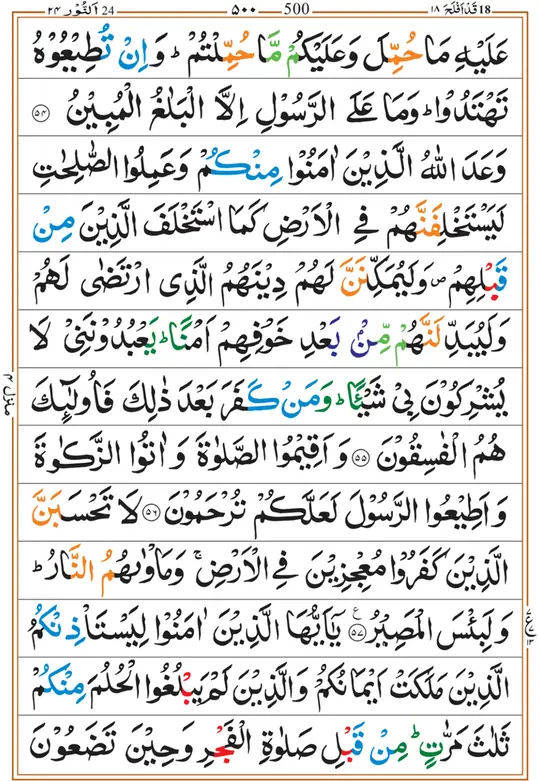 24 اَلنُّوْر ٢٤ ٥٠٠ 500 18 قَدْ اَفْلَحَ ١٨
عَلَيْهِ مَا حُمِّلَ وَعَلَيْكُمْ مَّا حُمِّلْتُمْ ؕ وَاِنْ تُطِيْعُوْهُ
تَهْتَدُوْا ؕ وَمَا عَلَى الرَّسُوْلِ اِلَّا الْبَلٰغُ الْمُبِيْنُ ﴿٥٤﴾
وَعَدَ اللّٰهُ الَّذِيْنَ اٰمَنُوْا مِنْكُمْ وَعَمِلُوا الصّٰلِحٰتِ
لَيَسْتَخْلِفَنَّهُمْ فِي الْاَرْضِ كَمَا اسْتَخْلَفَ الَّذِيْنَ مِنْ
قَبْلِهِمْ ۪ وَلَيُمَكِّنَنَّ لَهُمْ دِيْنَهُمُ الَّذِى ارْتَضٰى لَهُمْ
وَلَيُبَدِّلَنَّهُمْ مِّنْۢ بَعْدِ خَوْفِهِمْ اَمْنًا ؕ يَعْبُدُوْنَنِيْ لَا
يُشْرِكُوْنَ بِيْ شَيْـًٔا ؕ وَمَنْ كَفَرَ بَعْدَ ذٰلِكَ فَاُولٰٓئِكَ
هُمُ الْفٰسِقُوْنَ ﴿٥٥﴾ وَاَقِيْمُوا الصَّلٰوةَ وَاٰتُوا الزَّكٰوةَ
وَاَطِيْعُوا الرَّسُوْلَ لَعَلَّكُمْ تُرْحَمُوْنَ ﴿٥٦﴾ لَا تَحْسَبَنَّ
الَّذِيْنَ كَفَرُوْا مُعْجِزِيْنَ فِي الْاَرْضِ ۚ وَمَاْوٰىهُمُ النَّارُ ؕ
وَلَبِئْسَ الْمَصِيْرُ ﴿٥٧﴾ يٰٓاَيُّهَا الَّذِيْنَ اٰمَنُوْا لِيَسْتَاْذِنْكُمُ
الَّذِيْنَ مَلَكَتْ اَيْمَانُكُمْ وَالَّذِيْنَ لَمْ يَبْلُغُوا الْحُلُمَ مِنْكُمْ
ثَلٰثَ مَرّٰتٍ ؕ مِنْ قَبْلِ صَلٰوةِ الْفَجْرِ وَحِيْنَ تَضَعُوْنَ
منزل ٤